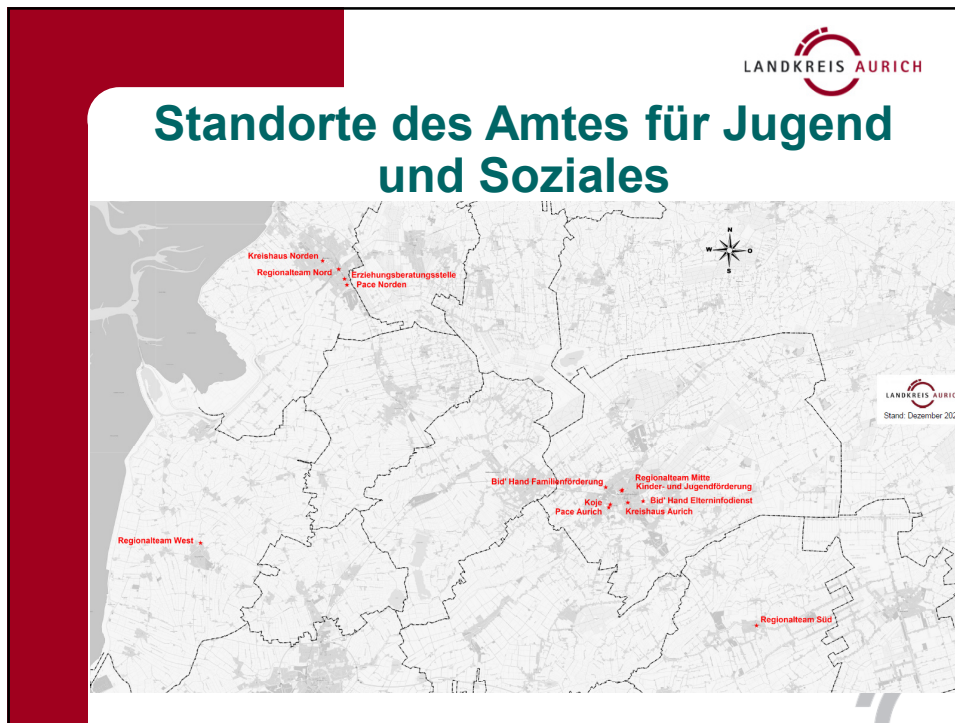 LANDKREIS AURICH
Standorte des Amtes für Jugend
und Soziales
N
W O
S
Kreishaus Norden
Regionalteam Nord
Erziehungsberatungsstelle
Pace Norden
LANDKREIS AURICH
Stand: Dezember
Bid' Hand Familienförderung
Regionalteam Mitte
Kinder- und Jugendförderung
Koje
Bid' Hand Elterninfodienst
Pace Aurich
Kreishaus Aurich
Regionalteam West
Regionalteam Süd